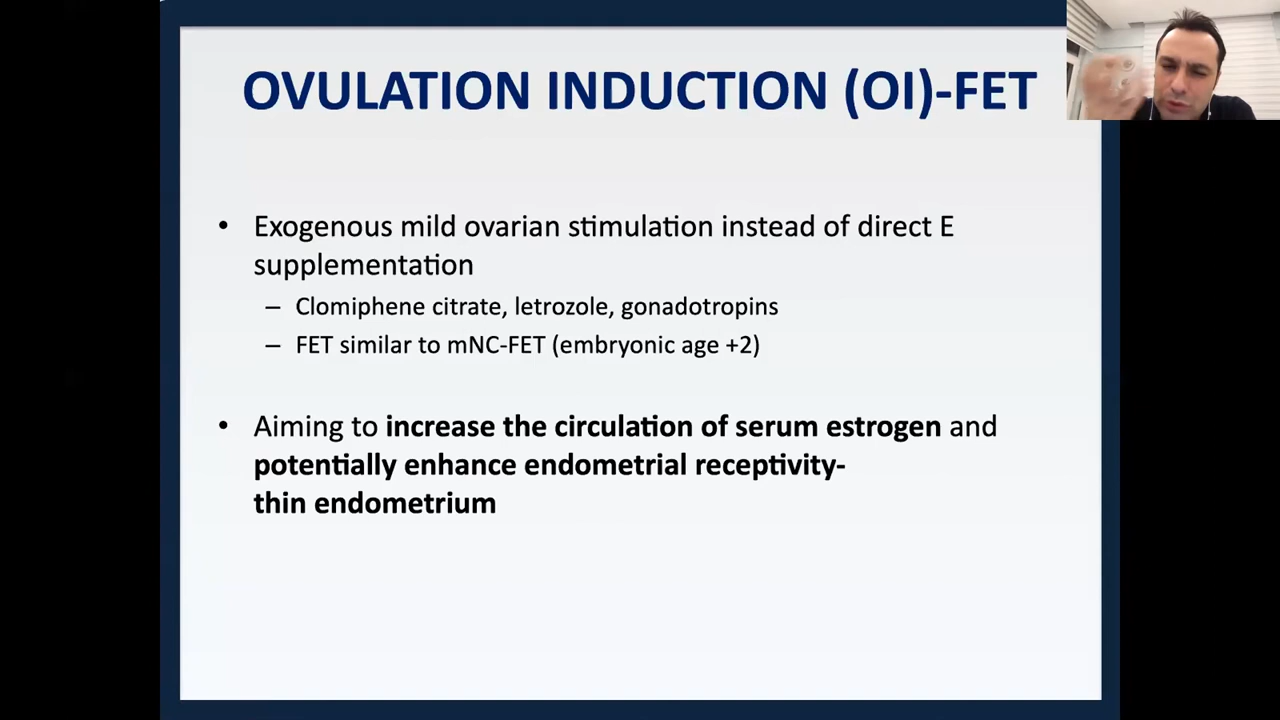 OVULATION INDUCTION (OI)-FET
• Exogenous mild ovarian stimulation instead of direct E
supplementation
– Clomiphene citrate, letrozole, gonadotropins
– FET similar to mNC-FET (embryonic age +2)
• Aiming to increase the circulation of serum estrogen and
potentially enhance endometrial receptivity-
thin endometrium